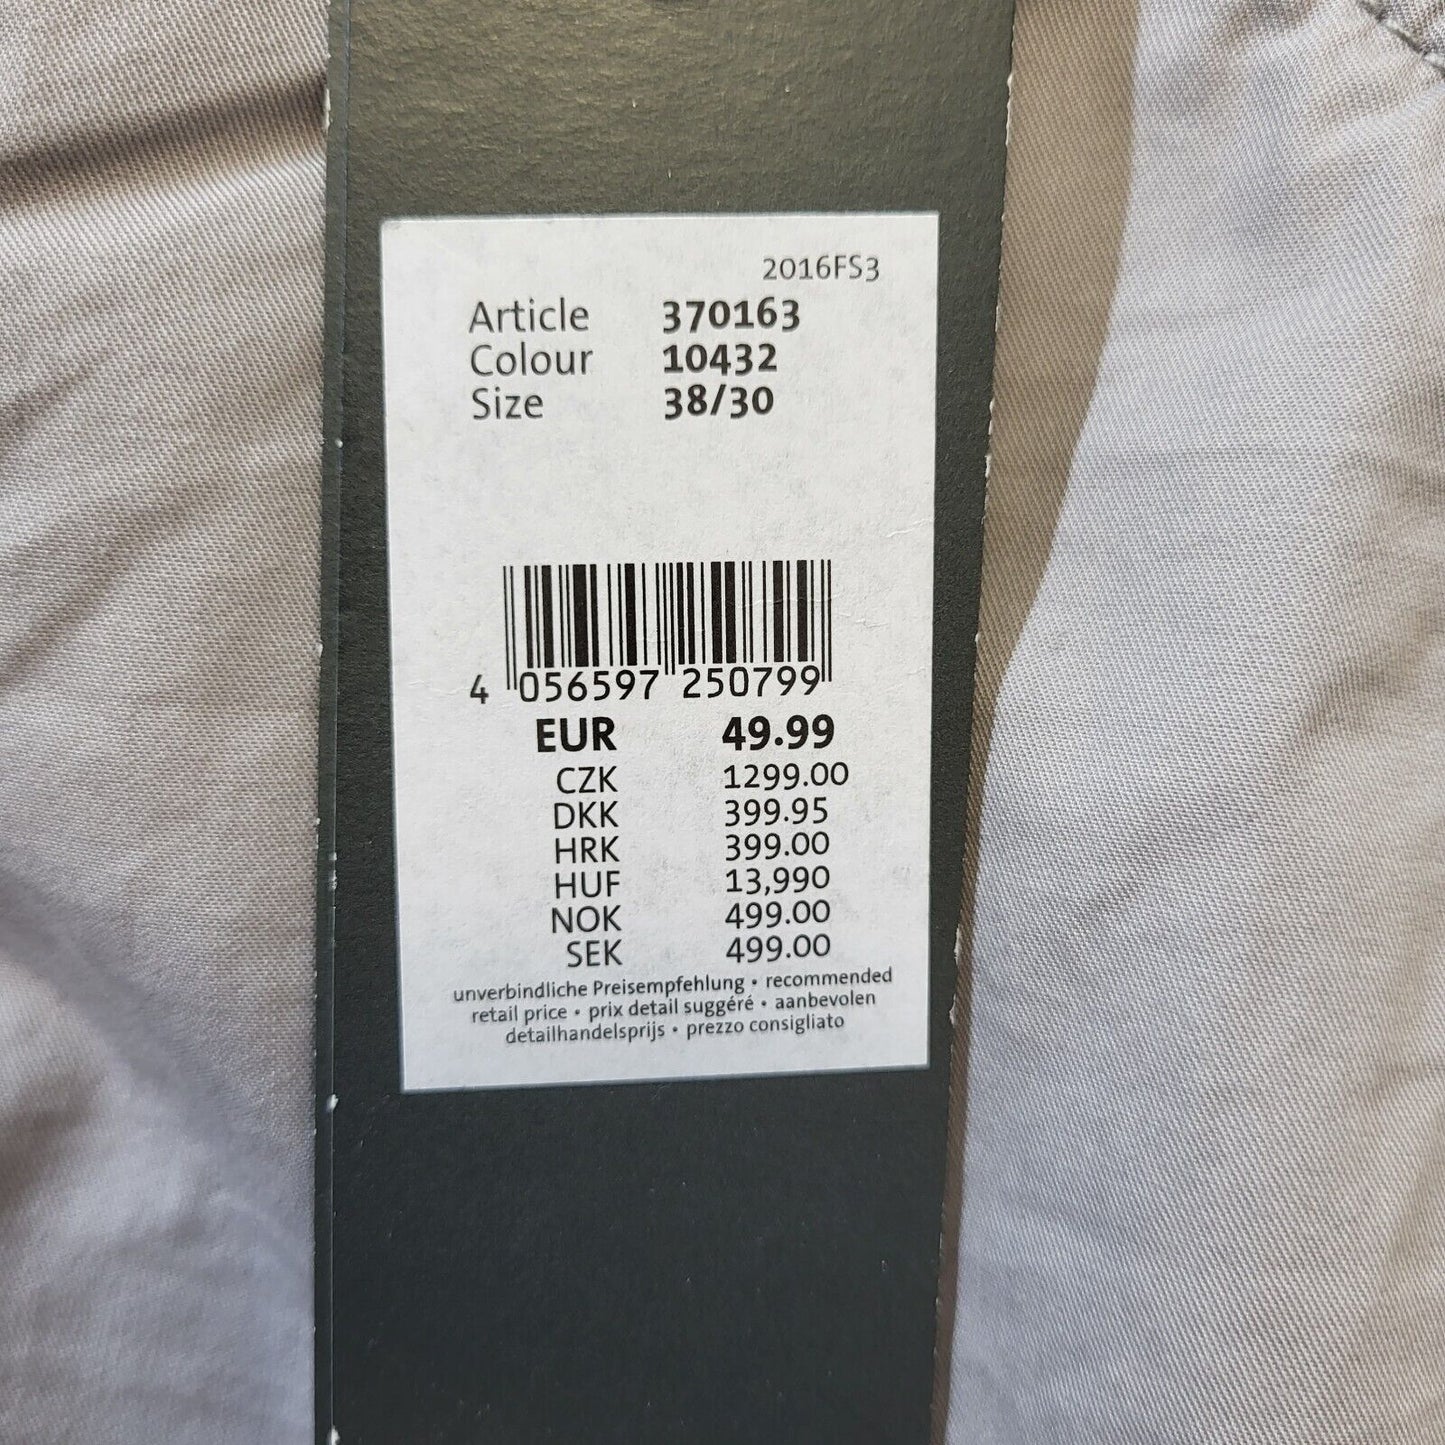 2016FS3
Article 370163
Colour 10432
Size 38/30
4 056597 250799
EUR 49.99
CZK 1299.00
DKK 399.95
HRK 399.00
HUF 13,990
NOK 499.00
SEK 499.00
unverbindliche Preisempfehlung • recommended
retail price • prix detail suggéré • aanbevolen
detailhandelsprijs • prezzo consigliato